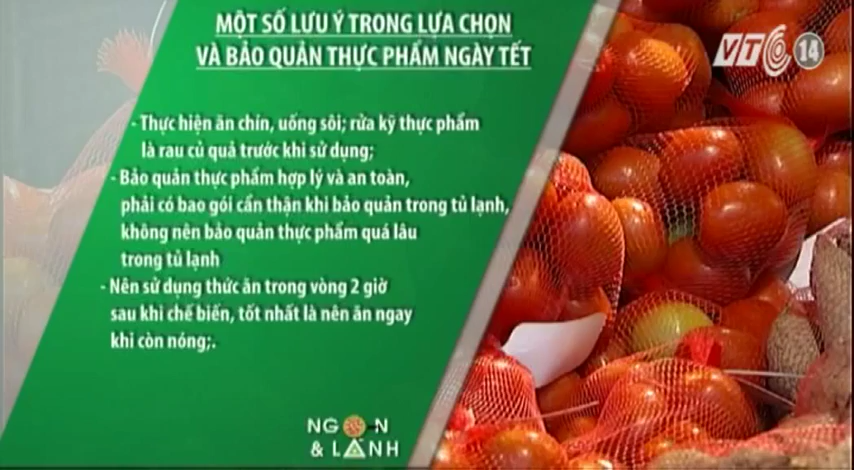 MỘT SỐ LƯU Ý TRONG LỰA CHỌN
VÀ BẢO QUẢN THỰC PHẨM NGÀY TẾT
VTC 14
- Thực hiện ăn chín, uống sôi; rửa kỹ thực phẩm
là rau củ quả trước khi sử dụng;
- Bảo quản thực phẩm hợp lý và an toàn,
phải có bao gói cẩn thận khi bảo quản trong tủ lạnh,
không nên bảo quản thực phẩm quá lâu
trong tủ lạnh
- Nên sử dụng thức ăn trong vòng 2 giờ
sau khi chế biến, tốt nhất là nên ăn ngay
khi còn nóng;.
NGON
& LÀNH